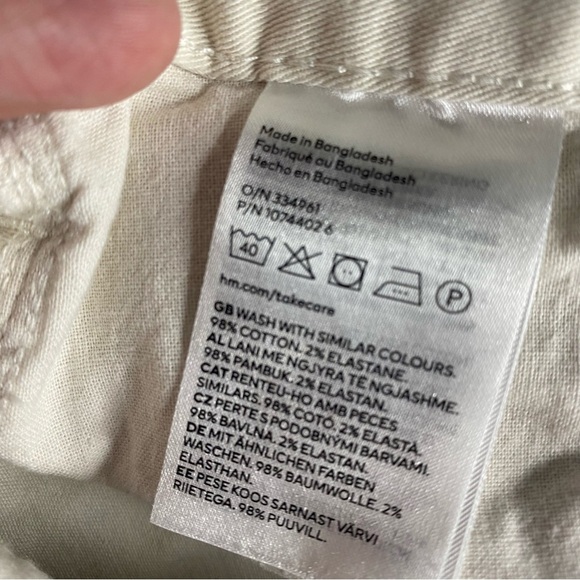 Made in Bangladesh
Fabriqué au Bangladesh
Hecho en Bangladesh
O/N 334961
P/N 10744026
40
P
hm.com/takecare
GB WASH WITH SIMILAR COLOURS.
98% COTTON. 2% ELASTANE.
AL LANI ME NGJYRA TË NGJASHME.
98% PAMBUK. 2% ELASTAN.
CAT RENTEU-HO AMB PECES
SIMILARS. 98% COTÓ. 2% ELASTÀ.
CZ PERTE S PODOBNÝMI BARVAMI.
98% BAVLNA. 2% ELASTAN.
DE MIT ÄHNLICHEN FARBEN
WASCHEN. 98% BAUMWOLLE. 2%
ELASTHAN.
EE PESE KOOS SARNAST VÄRVI
RIIETEGA. 98% PUUVILL.